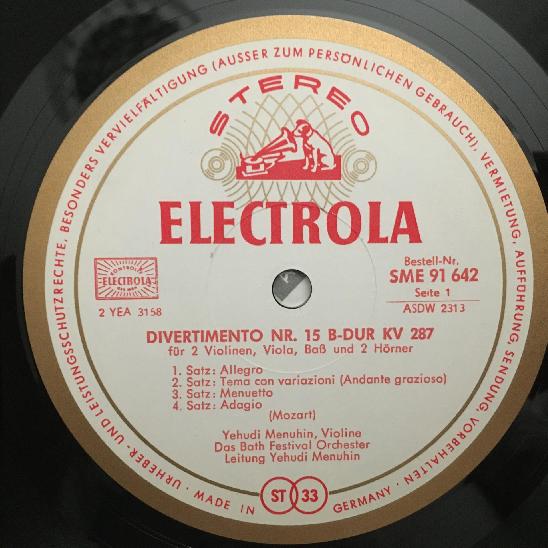 URHEBER- UND LEISTUNGSSCHUTZRECHTE, BESONDERS VERVIELFÄLTIGUNG (AUSSER ZUM PERSÖNLICHEN GEBRAUCH), VERMIETUNG, AUFFÜHRUNG, SENDUNG VORBEHALTEN ·
STEREO
ELECTROLA
ELECTROLA
2 YEA 3158
Bestell-Nr.
SME 91 642
Seite 1
ASDW 2313
DIVERTIMENTO NR. 15 B-DUR KV 287
für 2 Violinen, Viola, Baß und 2 Hörner
1. Satz: Allegro
2. Satz: Tema con variazioni (Andante grazioso)
3. Satz: Menuetto
4. Satz: Adagio
(Mozart)
Yehudi Menuhin, Violine
Das Bath Festival Orchester
Leitung Yehudi Menuhin
MADE IN GERMANY ·
ST 33